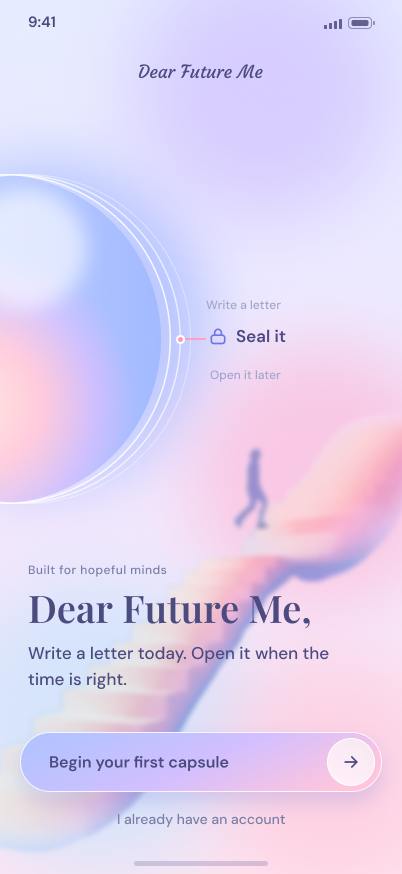 9:41
Dear Future Me
Write a letter
Seal it
Open it later
Built for hopeful minds
Dear Future Me,
Write a letter today. Open it when the
time is right.
Begin your first capsule
I already have an account